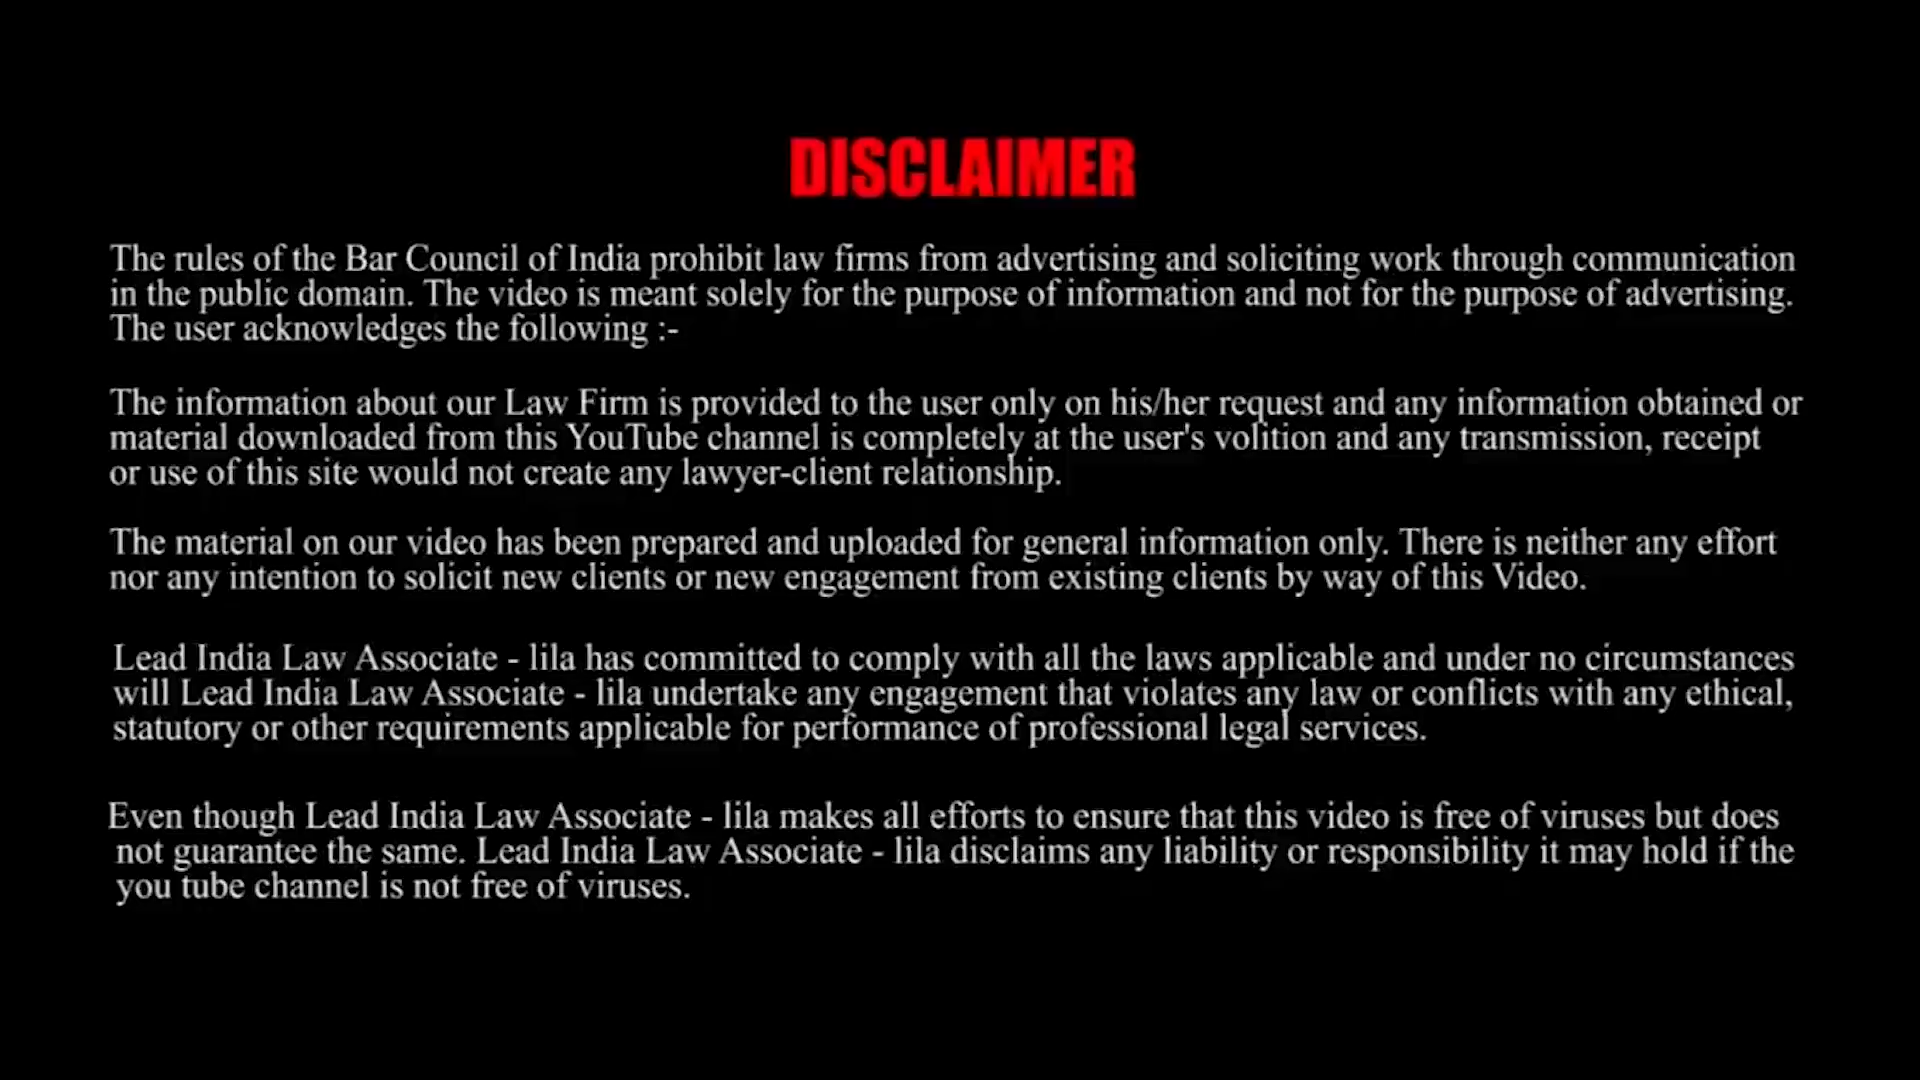 DISCLAIMER
The rules of the Bar Council of India prohibit law firms from advertising and soliciting work through communication
in the public domain. The video is meant solely for the purpose of information and not for the purpose of advertising.
The user acknowledges the following :-
The information about our Law Firm is provided to the user only on his/her request and any information obtained or
material downloaded from this YouTube channel is completely at the user's volition and any transmission, receipt
or use of this site would not create any lawyer-client relationship.
The material on our video has been prepared and uploaded for general information only. There is neither any effort
nor any intention to solicit new clients or new engagement from existing clients by way of this Video.
Lead India Law Associate - lila has committed to comply with all the laws applicable and under no circumstances
will Lead India Law Associate - lila undertake any engagement that violates any law or conflicts with any ethical,
statutory or other requirements applicable for performance of professional legal services.
Even though Lead India Law Associate - lila makes all efforts to ensure that this video is free of viruses but does
not guarantee the same. Lead India Law Associate - lila disclaims any liability or responsibility it may hold if the
you tube channel is not free of viruses.